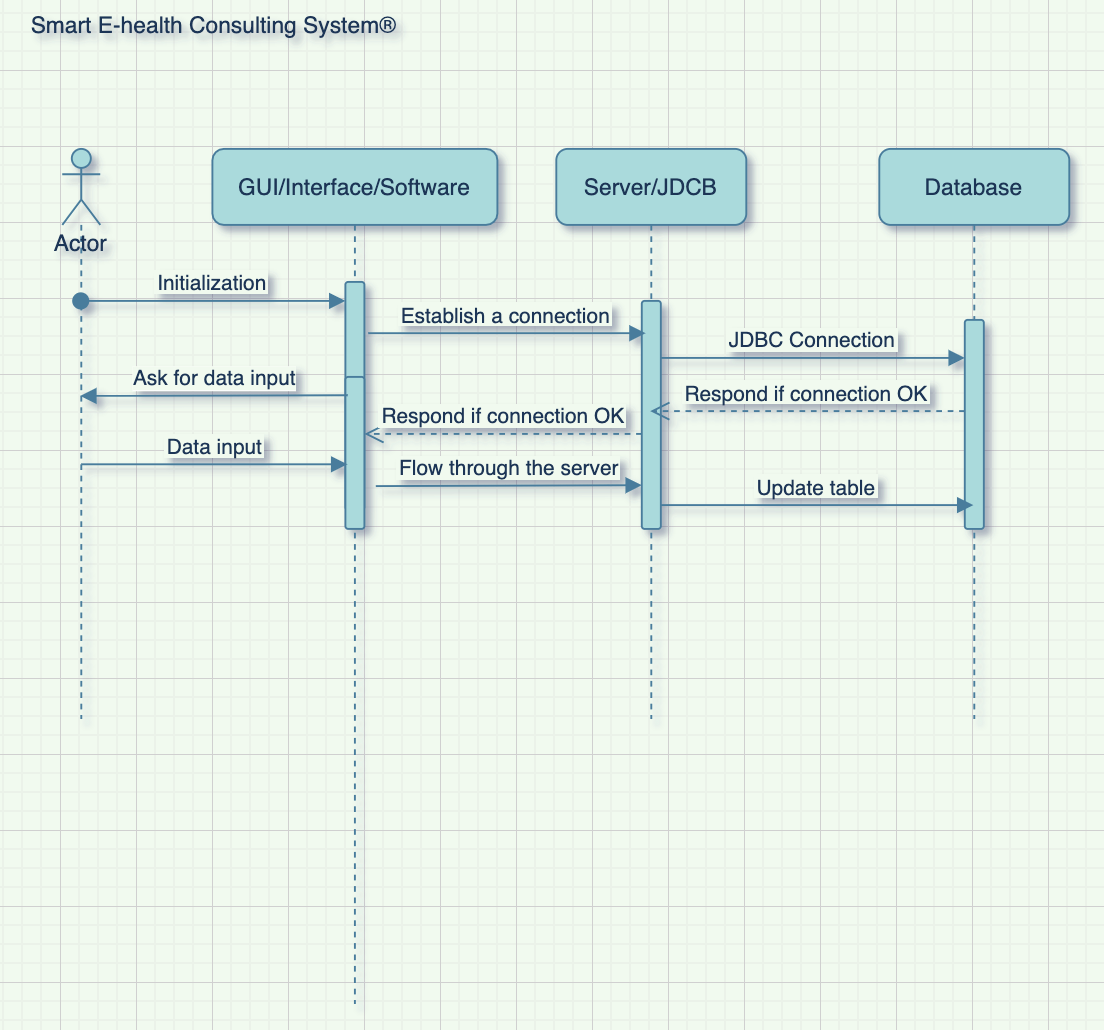 Smart E-health Consulting System®
GUI/Interface/Software
Server/JDCB
Database
Actor
Initialization
Establish a connection
JDBC Connection
Ask for data input
Respond if connection OK
Respond if connection OK
Data input
Flow through the server
Update table